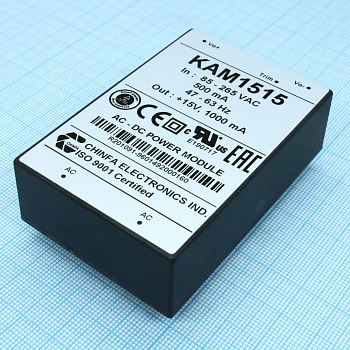 Vo+
Trim
Vo-
KAM1515
In : 85 - 265 VAC
500 mA
47 - 63 Hz
Out : +15V, 1000 mA
AC - DC POWER MODULE
CHINFA ELECTRONICS IND.
ISO 9001 Certified
AC
AC